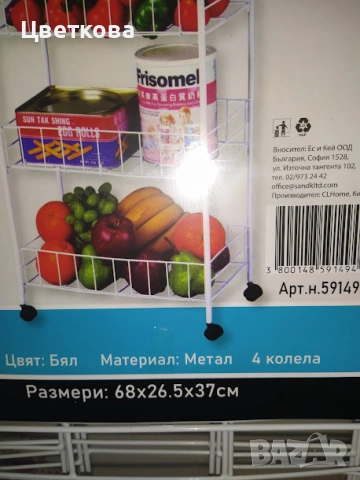 Цветкова
Frisomel
SUN TAK SHING
EGG ROLLS
Вносител: Ес и Кей ООД
България, София 1528,
ул. Източна тангента 102,
тел. 02/973 24 42
office@sandkltd.com
Производител: CLHome, Ки
3 800148 591494
Арт.н.59149
Цвят: Бял Материал: Метал 4 колела
Размери: 68x26.5x37см
BAZAR